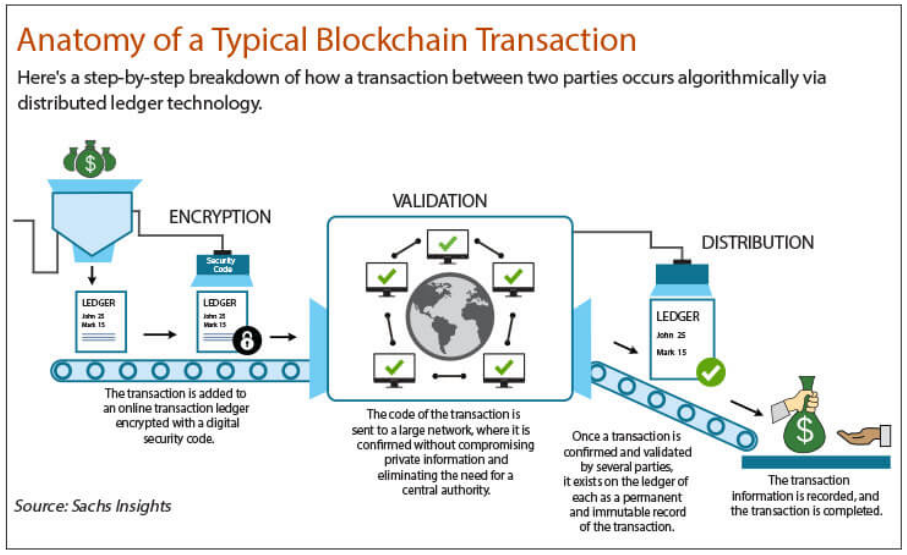 Anatomy of a Typical Blockchain Transaction
Here's a step-by-step breakdown of how a transaction between two parties occurs algorithmically via
distributed ledger technology.
$
ENCRYPTION
Security
Code
LEDGER
John 25
Mark 15
LEDGER
John 25
Mark 15
The transaction is added to
an online transaction ledger
encrypted with a digital
security code.
VALIDATION
The code of the transaction is
sent to a large network, where it is
confirmed without compromising
private information and
eliminating the need for a
central authority.
DISTRIBUTION
LEDGER
John 25
Mark 15
Once a transaction is
confirmed and validated
by several parties,
it exists on the ledger of
each as a permanent
and immutable record
of the transaction.
$
The transaction
information is recorded, and
the transaction is completed.
Source: Sachs Insights